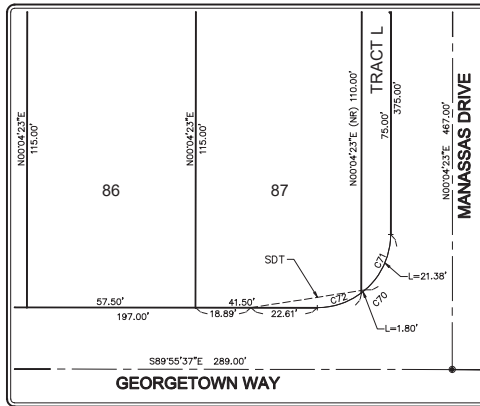 N00°04'23"E
115.00'
86
N00°04'23"E
115.00'
87
N00°04'23"E (NR) 110.00'
TRACT L
75.00'
375.00'
N00°04'23"E 467.00'
MANASSAS DRIVE
SDT
C71
C72
C70
L=21.38'
L=1.80'
57.50'
41.50'
197.00'
18.89'
22.61'
S89°55'37"E 289.00'
GEORGETOWN WAY